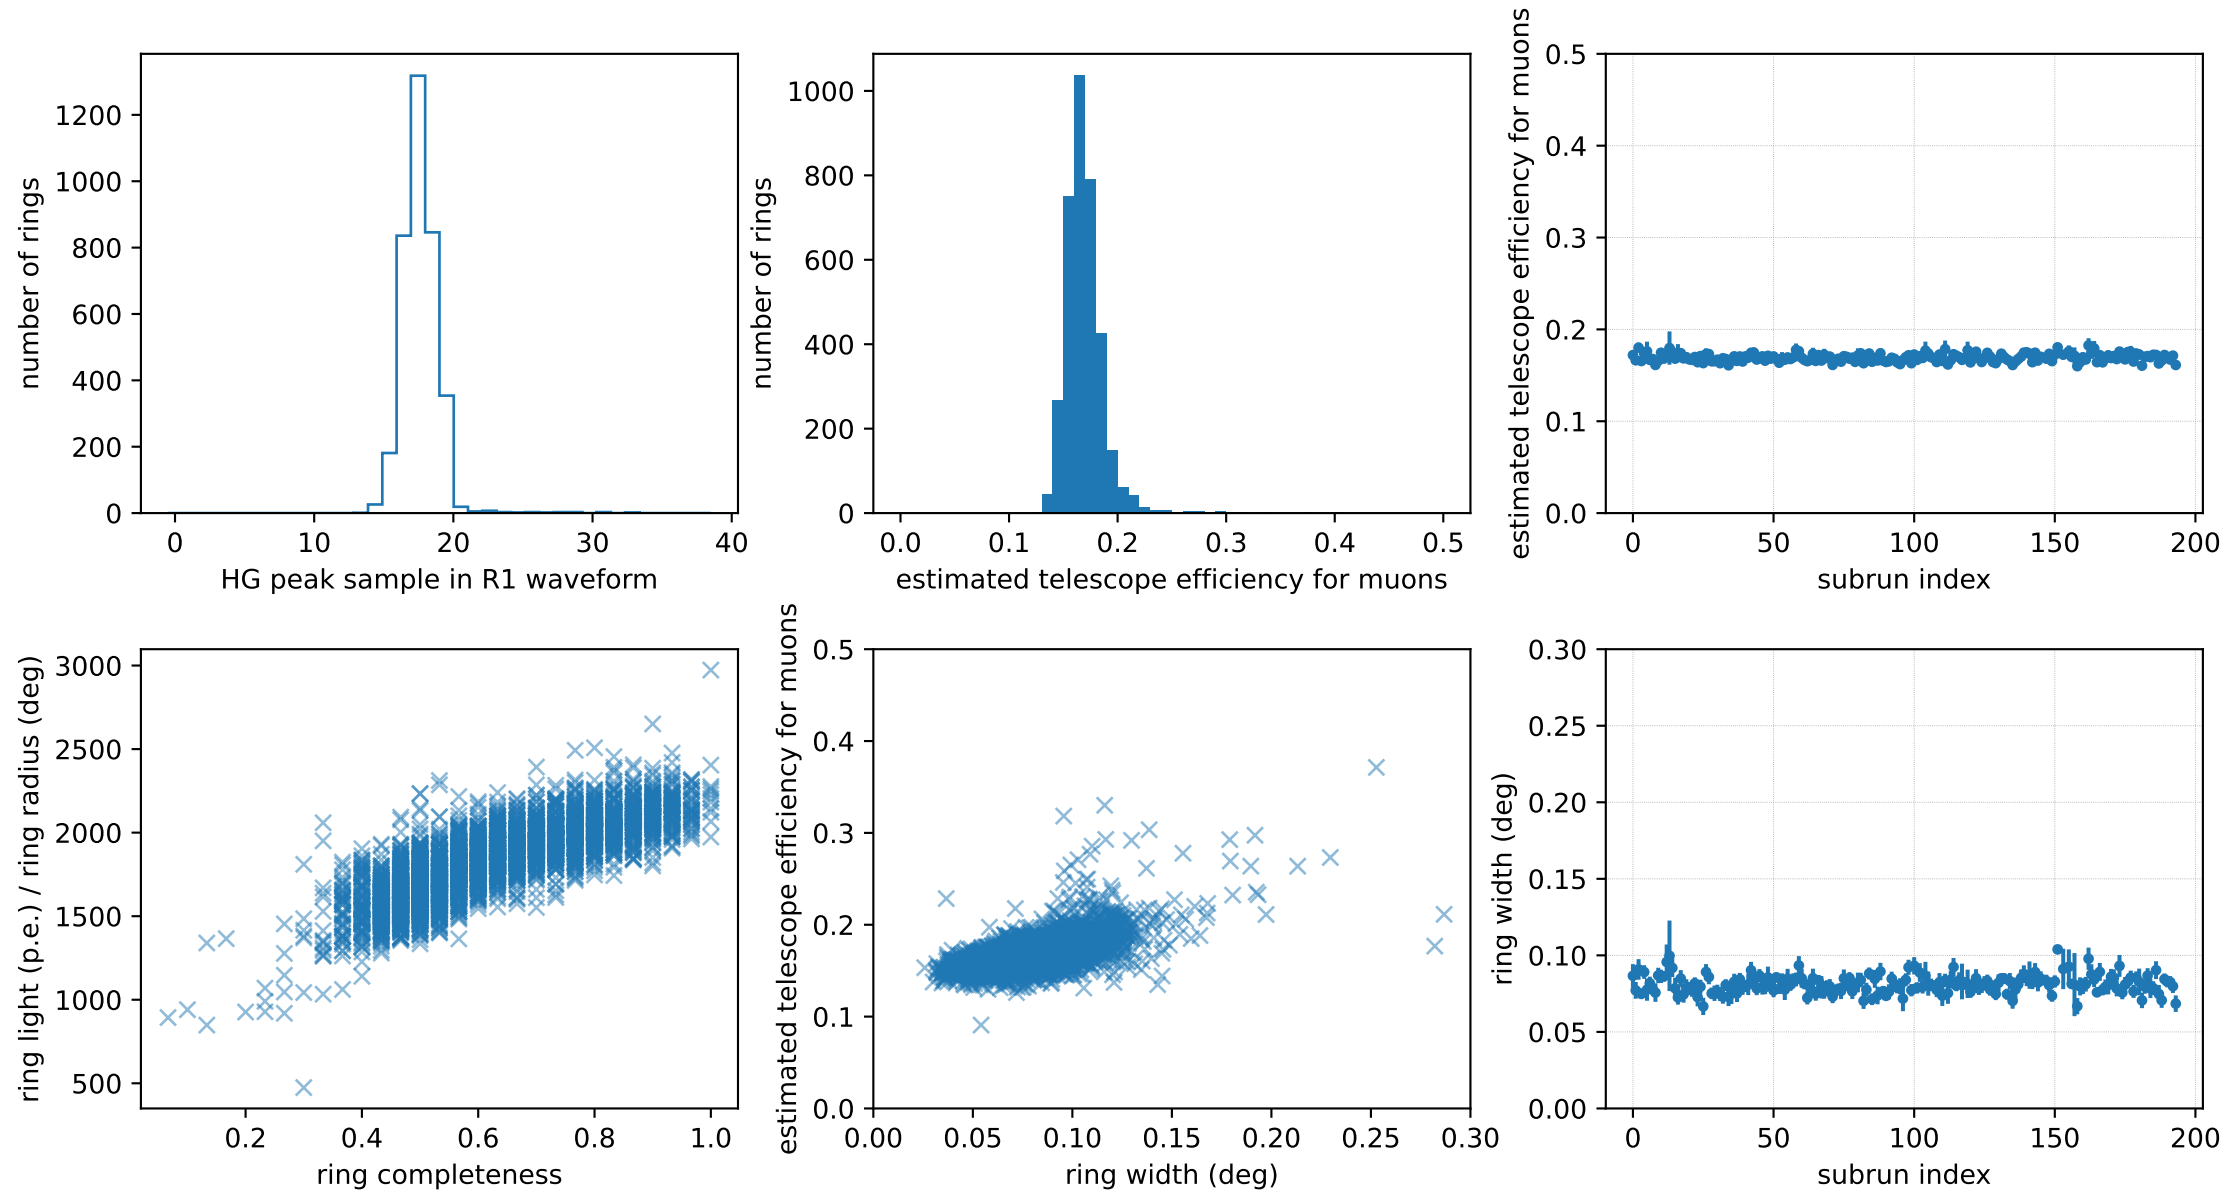 number of rings
1200
1000
800
600
400
200
0
0 10 20 30 40
HG peak sample in R1 waveform
number of rings
1000
800
600
400
200
0
0.0 0.1 0.2 0.3 0.4 0.5
estimated telescope efficiency for muons
estimated telescope efficiency for muons
0.5
0.4
0.3
0.2
0.1
0.0
0 50 100 150 200
subrun index
ring light (p.e.) / ring radius (deg)
3000
2500
2000
1500
1000
500
0.2 0.4 0.6 0.8 1.0
ring completeness
estimated telescope efficiency for muons
0.5
0.4
0.3
0.2
0.1
0.0
0.00 0.05 0.10 0.15 0.20 0.25 0.30
ring width (deg)
ring width (deg)
0.30
0.25
0.20
0.15
0.10
0.05
0.00
0 50 100 150 200
subrun index